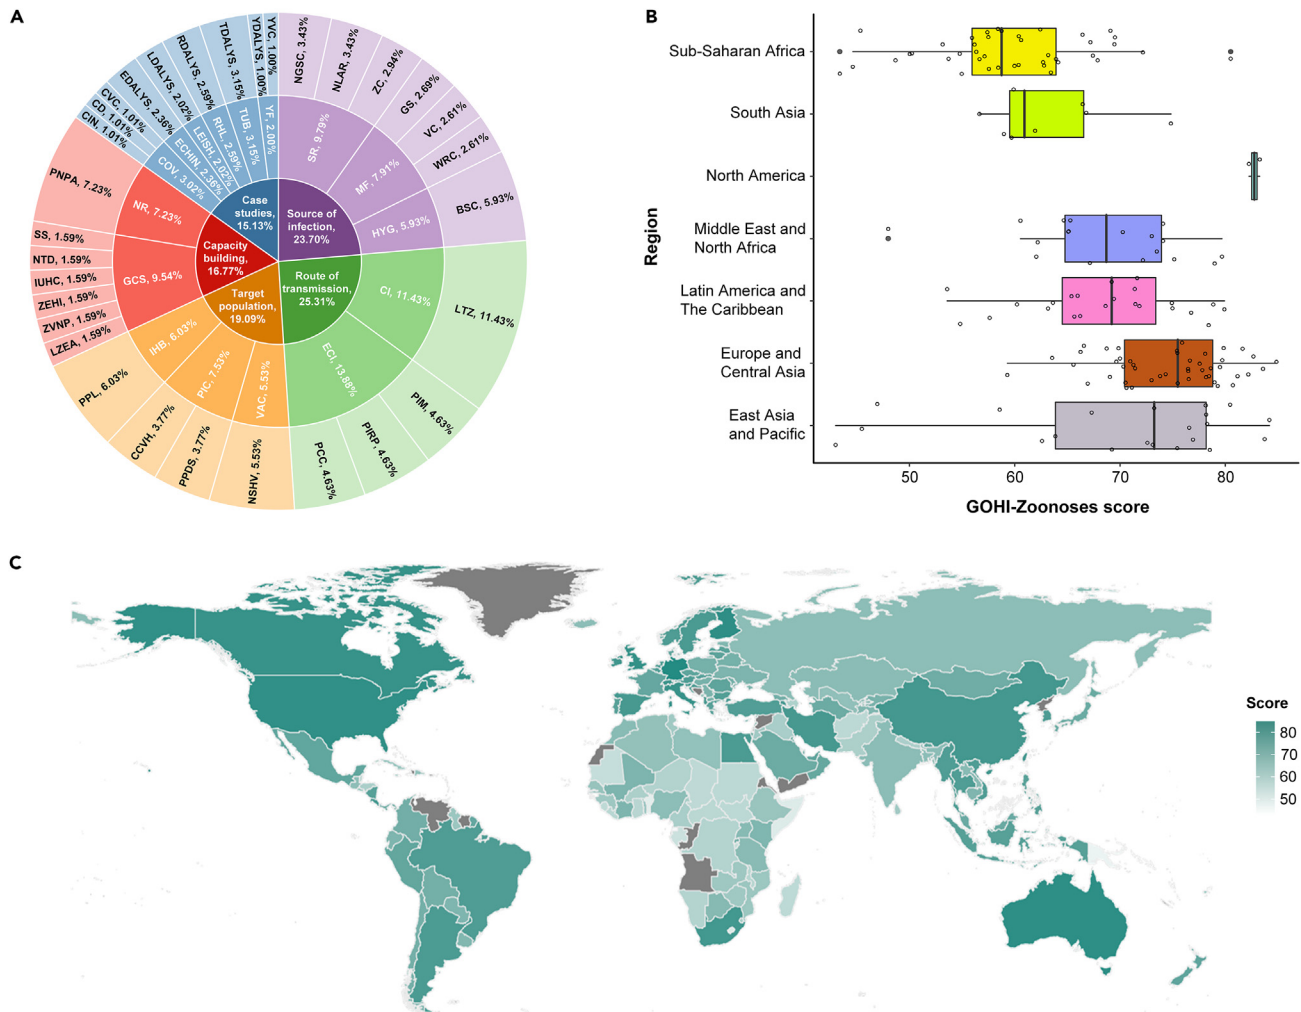 A
YVC, 1.00%
YDALYS, 1.00%
TDALYS, 3.15%
RDALYS, 2.59%
LDALYS, 2.02%
EDALYS, 2.36%
CVC, 1.01%
CD, 1.01%
CIN, 1.01%
PNPA, 7.23%
SS, 1.59%
NTD, 1.59%
IUHC, 1.59%
ZEHI, 1.59%
ZVNP, 1.59%
LZEA, 1.59%
PPL, 6.03%
CCVH, 3.77%
PPDS, 3.77%
NSHV, 5.53%
PCC, 4.63%
PIRP, 4.63%
PIM, 4.63%
LTZ, 11.43%
BSC, 5.93%
WRC, 2.61%
VC, 2.61%
GS, 2.69%
ZC, 2.94%
NLAR, 3.43%
NGSC, 3.43%
YF, 2.00%
TUB, 3.15%
RHL, 2.59%
LEISH, 2.02%
ECHIN, 2.36%
COV, 3.02%
NR, 7.23%
GCS, 9.54%
IHB, 6.03%
PIC, 7.53%
VAC, 5.53%
ECI, 13.88%
CI, 11.43%
HYG, 5.93%
MF, 7.91%
SR, 9.79%
Case
studies,
15.13%
Source of
infection,
23.70%
Capacity
building,
16.77%
Target
population,
19.09%
Route of
transmission,
25.31%
B
Region
Sub-Saharan Africa
South Asia
North America
Middle East and
North Africa
Latin America and
The Caribbean
Europe and
Central Asia
East Asia
and Pacific
50
60
70
80
GOHI-Zoonoses score
C
Score
80
70
60
50